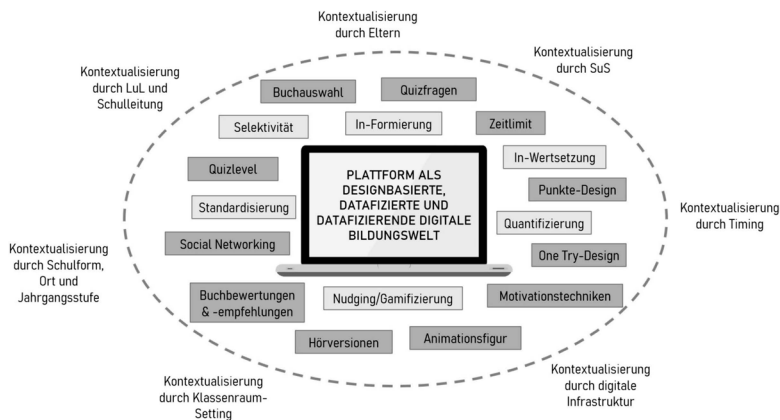 Kontextualisierung
durch Eltern
Kontextualisierung
durch SuS
Kontextualisierung
durch LuL und
Schulleitung
Buchauswahl
Quizfragen
Selektivität
In-Formierung
Zeitlimit
In-Wertsetzung
Quizlevel
PLATTFORM ALS
DESIGNBASIERTE,
DATAFIZIERTE UND
DATAFIZIERENDE DIGITALE
BILDUNGSWELT
Punkte-Design
Standardisierung
Quantifizierung
Kontextualisierung
durch Timing
Social Networking
One Try-Design
Kontextualisierung
durch Schulform,
Ort und
Jahrgangsstufe
Buchbewertungen
& -empfehlungen
Nudging/Gamifizierung
Motivationstechniken
Hörversionen
Animationsfigur
Kontextualisierung
durch Klassenraum-
Setting
Kontextualisierung
durch digitale
Infrastruktur